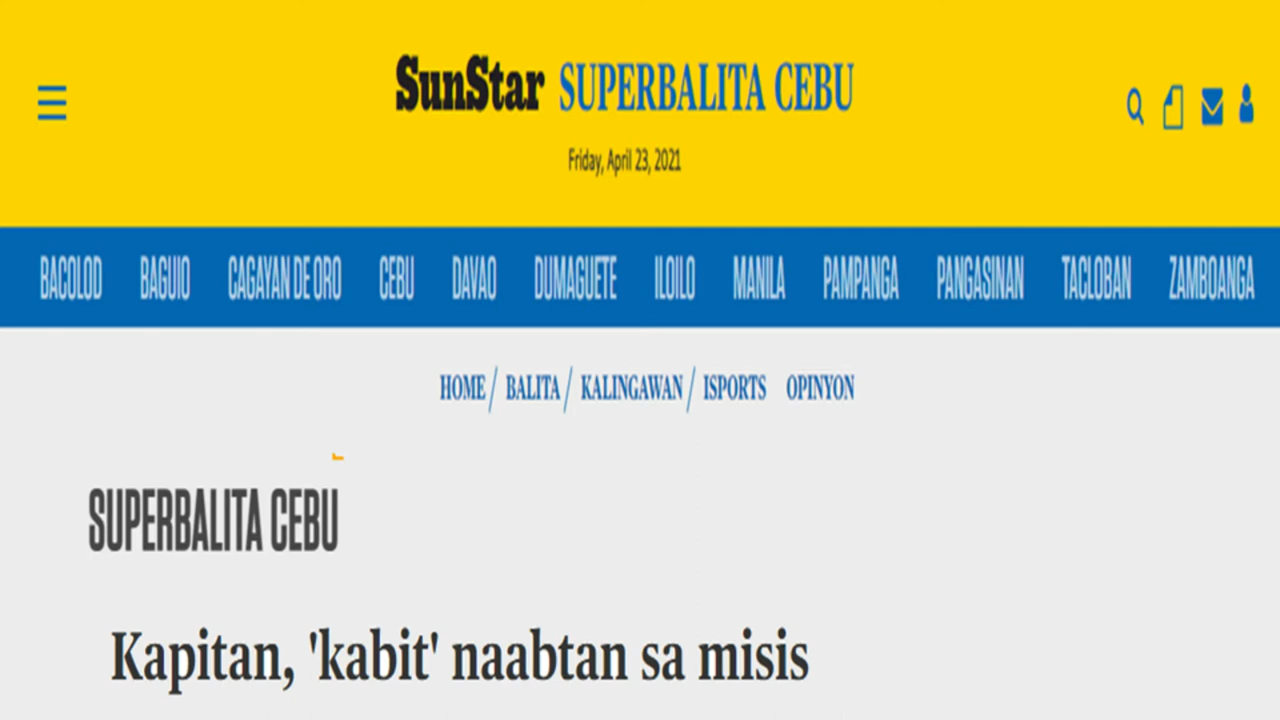 SunStar SUPERBALITA CEBU
Friday, April 23, 2021
BACOLOD BAGUIO CAGAYAN DE ORO CEBU DAVAO DUMAGUETE ILOILO MANILA PAMPANGA PANGASINAN TACLOBAN ZAMBOANGA
HOME / BALITA / KALINGAWAN / ISPORTS OPINYON
SUPERBALITA CEBU
Kapitan, 'kabit' naabtan sa misis